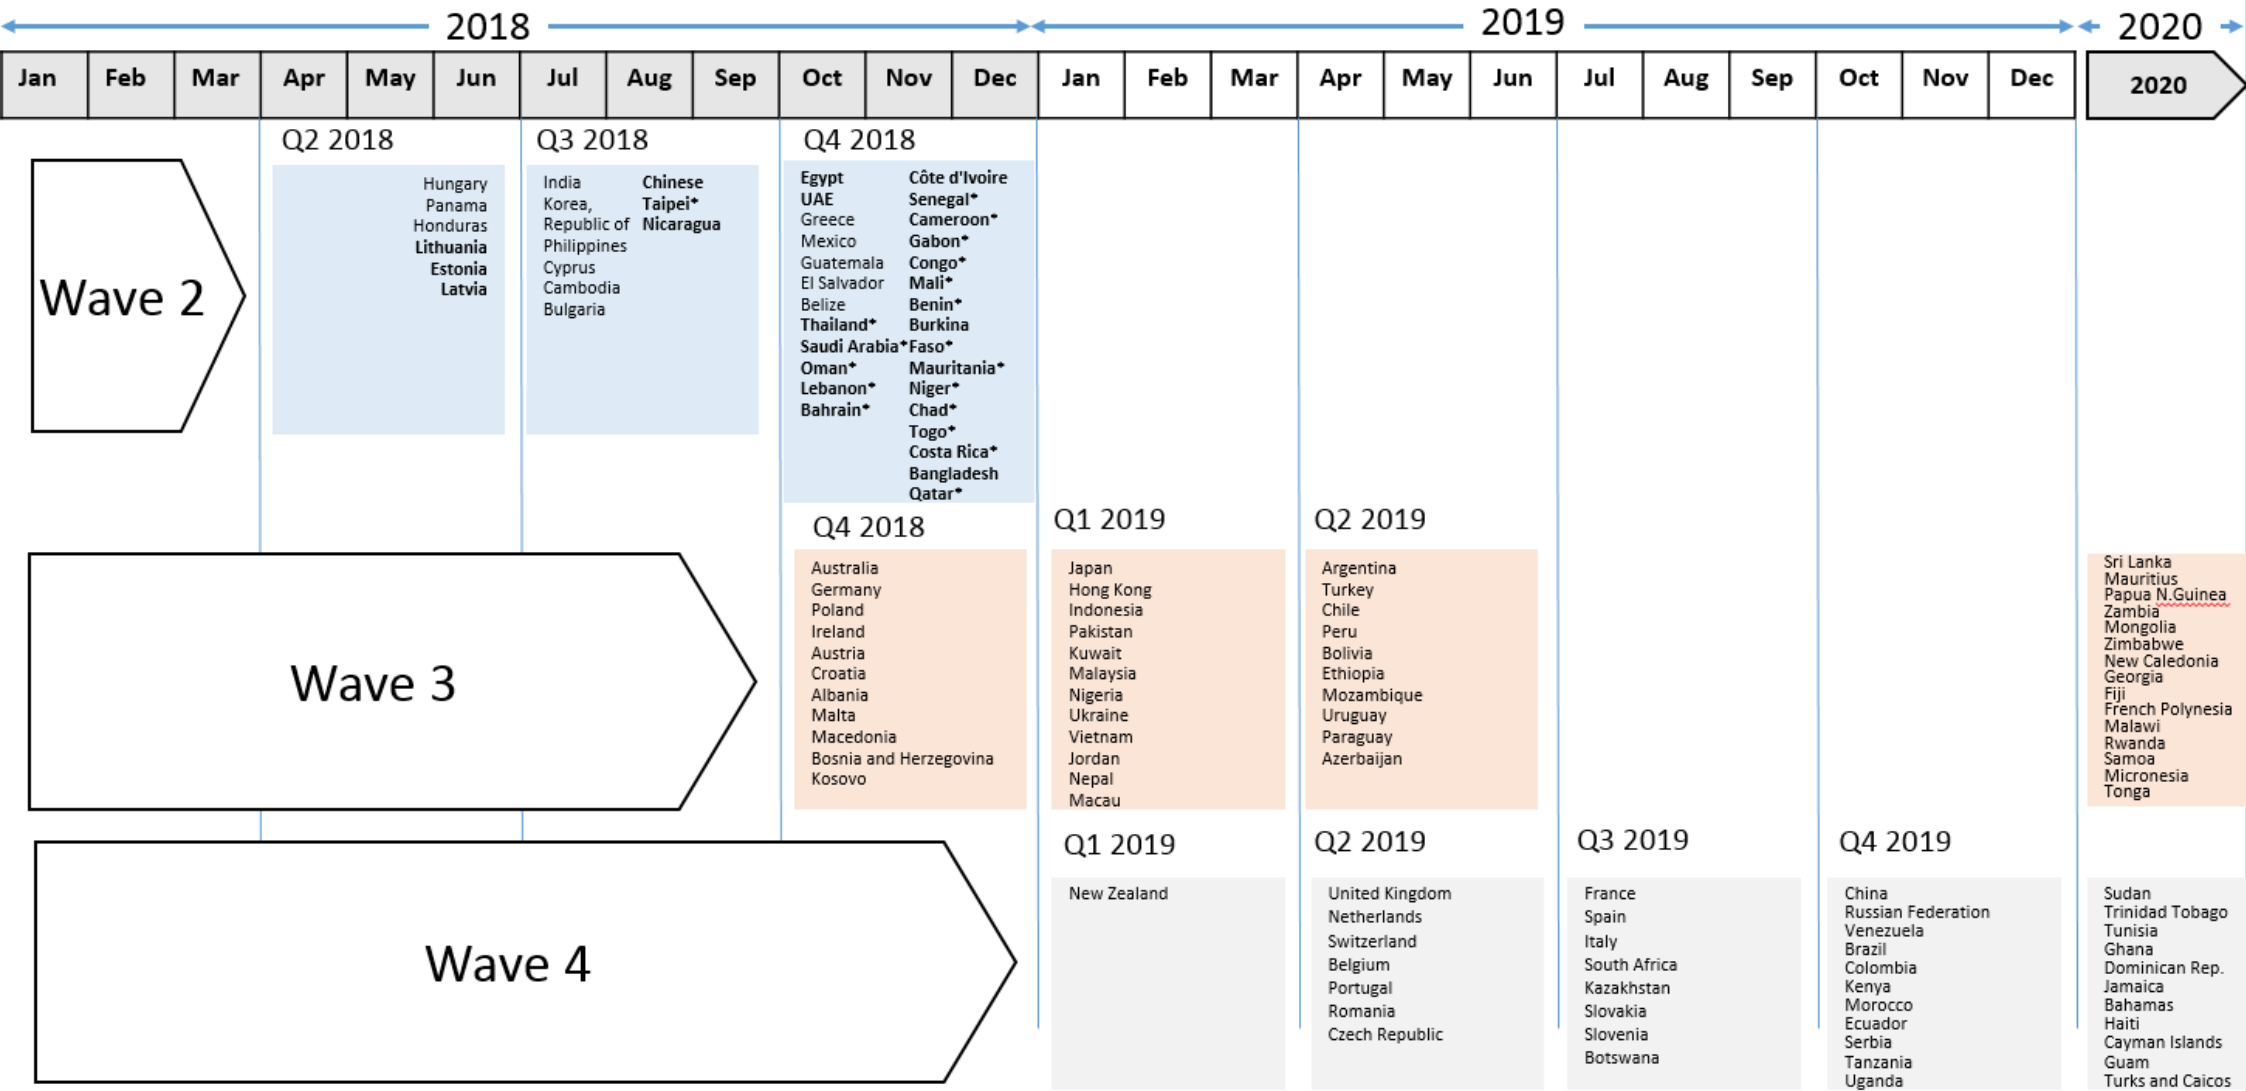 2018
2019
2020
Jan
Feb
Mar
Apr
May
Jun
Jul
Aug
Sep
Oct
Nov
Dec
Jan
Feb
Mar
Apr
May
Jun
Jul
Aug
Sep
Oct
Nov
Dec
2020
Wave 2
Q2 2018
Hungary
Panama
Honduras
Lithuania
Estonia
Latvia
Q3 2018
India
Korea,
Republic of
Philippines
Cyprus
Cambodia
Bulgaria
Chinese
Taipei*
Nicaragua
Q4 2018
Egypt
UAE
Greece
Mexico
Guatemala
El Salvador
Belize
Thailand*
Saudi Arabia*
Oman*
Lebanon*
Bahrain*
Côte d'Ivoire
Senegal*
Cameroon*
Gabon*
Congo*
Mali*
Benin*
Burkina
Faso*
Mauritania*
Niger*
Chad*
Togo*
Costa Rica*
Bangladesh
Qatar*
Wave 3
Q4 2018
Australia
Germany
Poland
Ireland
Austria
Croatia
Albania
Malta
Macedonia
Bosnia and Herzegovina
Kosovo
Q1 2019
Japan
Hong Kong
Indonesia
Pakistan
Kuwait
Malaysia
Nigeria
Ukraine
Vietnam
Jordan
Nepal
Macau
Q2 2019
Argentina
Turkey
Chile
Peru
Bolivia
Ethiopia
Mozambique
Uruguay
Paraguay
Azerbaijan
Sri Lanka
Mauritius
Papua N.Guinea
Zambia
Mongolia
Zimbabwe
New Caledonia
Georgia
Fiji
French Polynesia
Malawi
Rwanda
Samoa
Micronesia
Tonga
Wave 4
Q1 2019
New Zealand
Q2 2019
United Kingdom
Netherlands
Switzerland
Belgium
Portugal
Romania
Czech Republic
Q3 2019
France
Spain
Italy
South Africa
Kazakhstan
Slovakia
Slovenia
Botswana
Q4 2019
China
Russian Federation
Venezuela
Brazil
Colombia
Kenya
Morocco
Ecuador
Serbia
Tanzania
Uganda
Sudan
Trinidad Tobago
Tunisia
Ghana
Dominican Rep.
Jamaica
Bahamas
Haiti
Cayman Islands
Guam
Turks and Caicos